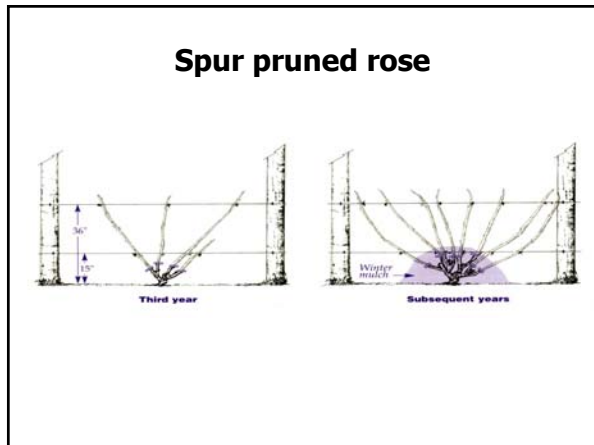 Spur pruned rose
36"
15"
Third year
Winter
mulch
Subsequent years